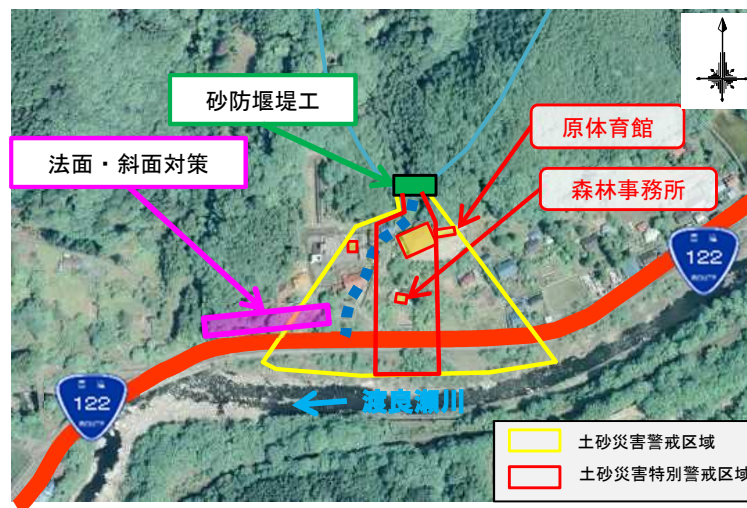 砂防堰堤工
原体育館
法面・斜面対策
森林事務所
122
122
渡良瀬川
土砂災害警戒区域
土砂災害特別警戒区域